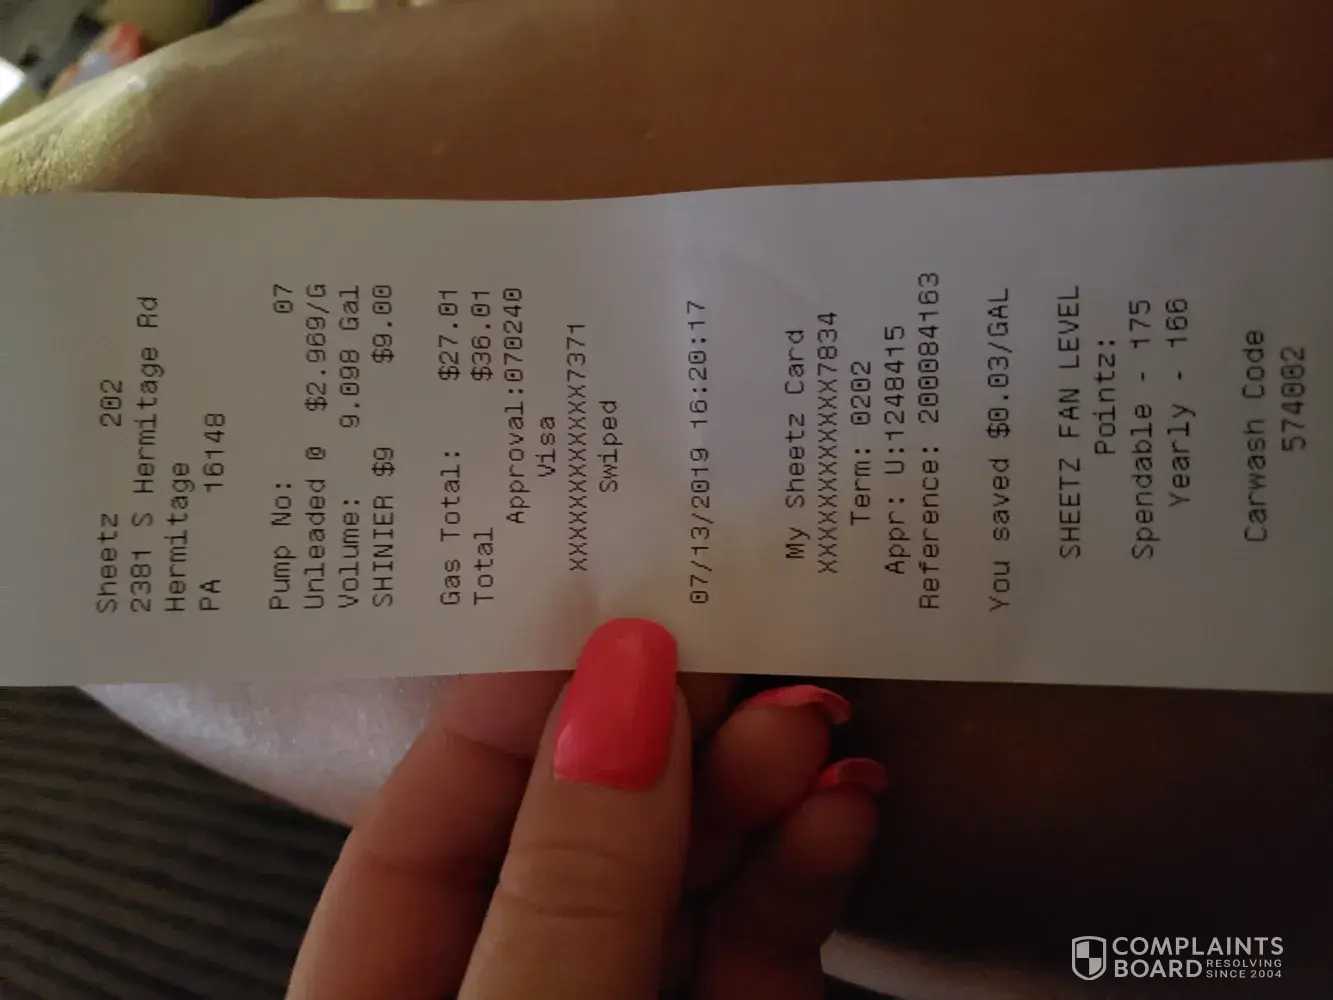 Sheetz 202
2381 S Hermitage Rd
Hermitage
PA 16148
Pump No: 07
Unleaded @ $2.969/G
Volume: 9.098 Gal
SHINIER $9 $9.00
Gas Total: $27.01
Total $36.01
Approval:070240
Visa
XXXXXXXXXXXX7371
Swiped
07/13/2019 16:20:17
My Sheetz Card
XXXXXXXXXXXXXX7834
Term: 0202
Appr: U:1248415
Reference: 200084163
You saved $0.03/GAL
SHEETZ FAN LEVEL
Pointz:
Spendable - 175
Yearly - 166
Carwash Code
574002
COMPLAINTS
BOARD RESOLVING
SINCE 2004